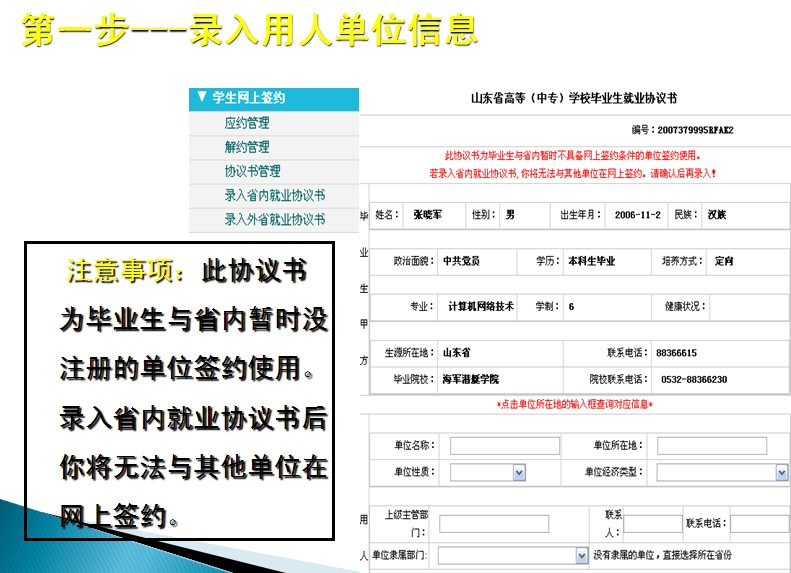 第一步---录入用人单位信息
▼ 学生网上签约
应约管理
解约管理
协议书管理
录入省内就业协议书
录入外省就业协议书
注意事项：此协议书
为毕业生与省内暂时没
注册的单位签约使用。
录入省内就业协议书后
你将无法与其他单位在
网上签约。
山东省高等（中专）学校毕业生就业协议书
编号：2007379995RFAK2
此协议书为毕业生与省内暂时不具备网上签约条件的单位签约使用。
若录入省内就业协议书,你将无法与其他单位在网上签约。请确认后再录入！
毕业生甲方
姓名： 张晓军 性别： 男 出生年月： 2006-11-2 民族： 汉族
政治面貌： 中共党员 学历： 本科生毕业 培养方式： 定向
专业： 计算机网络技术 学制： 6 健康状况：
生源所在地： 山东省 联系电话： 88366615
毕业院校： 海军潜艇学院 院校联系电话： 0532-88366230
*点击单位所在地的输入框查询对应信息*
用人
单位名称： 单位所在地：
单位性质： 单位经济类型：
上级主管部门： 联系人： 联系电话：
单位隶属部门： 没有隶属的单位，直接选择所在省份